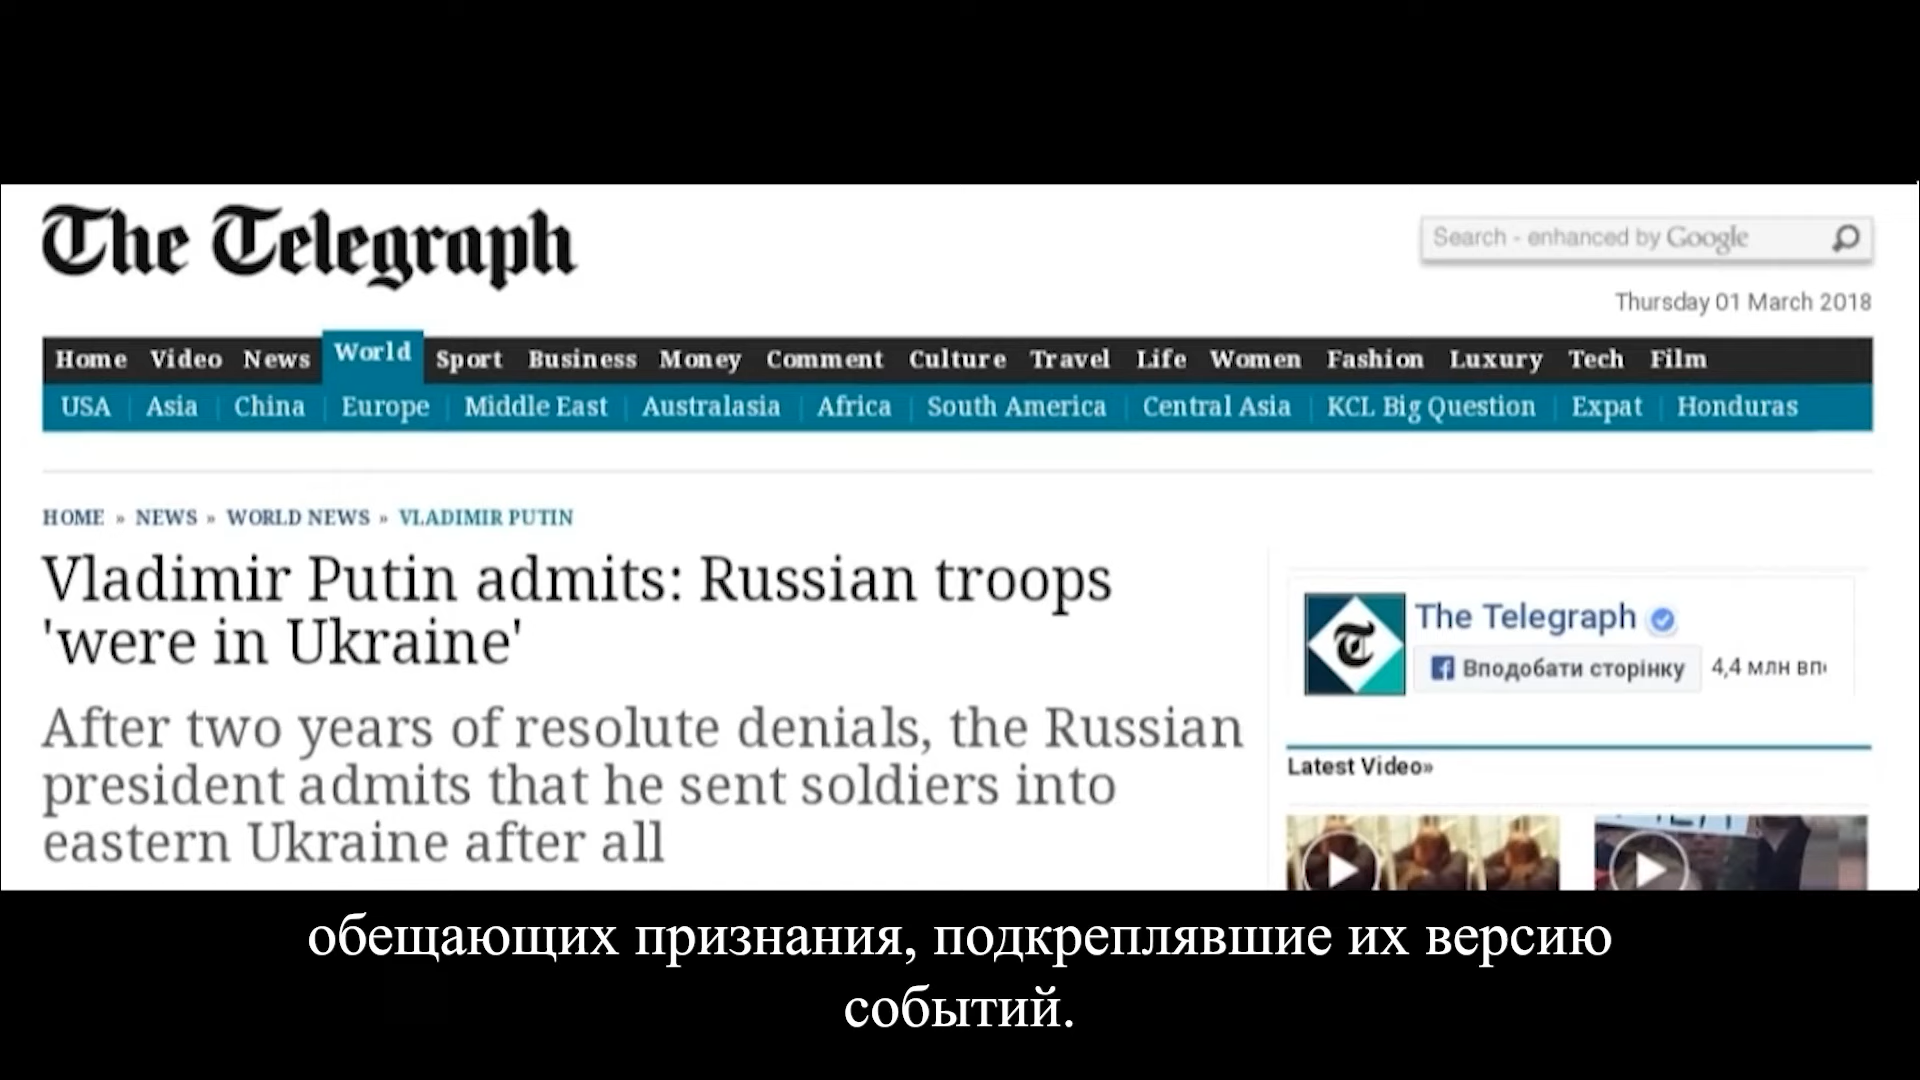 The Telegraph
Search - enhanced by Google
Thursday 01 March 2018
Home Video News World Sport Business Money Comment Culture Travel Life Women Fashion Luxury Tech Film
USA Asia China Europe Middle East Australasia Africa South America Central Asia KCL Big Question Expat Honduras
HOME » NEWS » WORLD NEWS » VLADIMIR PUTIN
Vladimir Putin admits: Russian troops
'were in Ukraine'
After two years of resolute denials, the Russian
president admits that he sent soldiers into
eastern Ukraine after all
The Telegraph
Вподобати сторінку 4,4 млн
Latest Video»
обещающих признания, подкреплявшие их версию
событий.